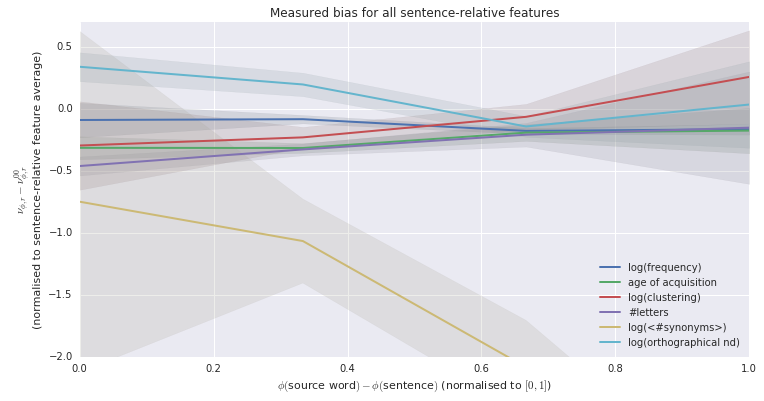 Measured bias for all sentence-relative features
0.5
0.0
−0.5
−1.0
−1.5
−2.0
0.0 0.2 0.4 0.6 0.8 1.0
ν_{ϕ,r} − ν^{00}_{ϕ,r}
(normalised to sentence-relative feature average)
log(frequency)
age of acquisition
log(clustering)
#letters
log(<#synonyms>)
log(orthographical nd)
ϕ(source word) − ϕ(sentence) (normalised to [0,1])